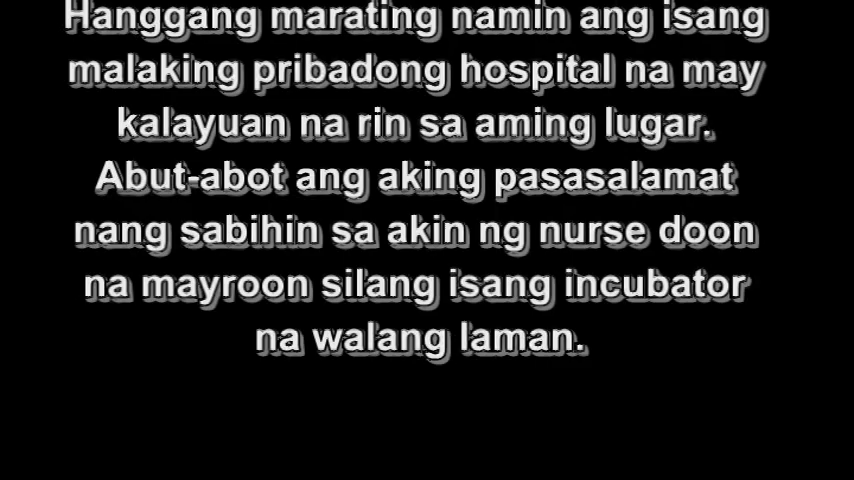 Hanggang marating namin ang isang
malaking pribadong hospital na may
kalayuan na rin sa aming lugar.
Abut-abot ang aking pasasalamat
nang sabihin sa akin ng nurse doon
na mayroon silang isang incubator
na walang laman.